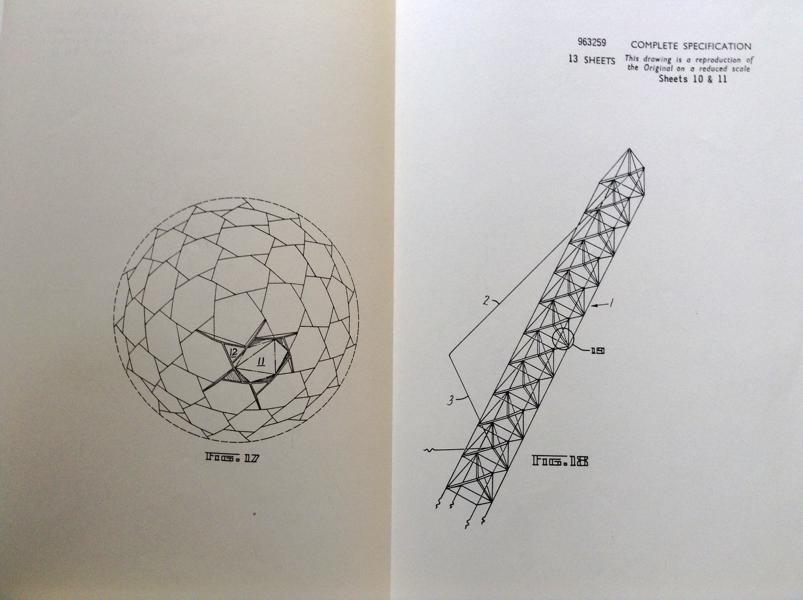 963259 COMPLETE SPECIFICATION
13 SHEETS This drawing is a reproduction of
the Original on a reduced scale
Sheets 10 & 11
2
1
12
11
3
FIG. 17
FIG. 18